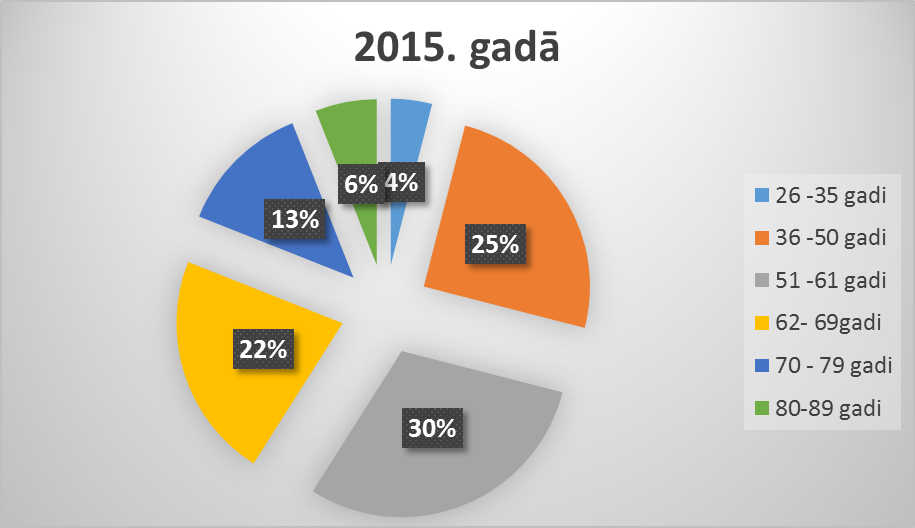 2015. gadā
6%
4%
13%
25%
22%
30%
26 -35 gadi
36 -50 gadi
51 -61 gadi
62- 69gadi
70 - 79 gadi
80-89 gadi